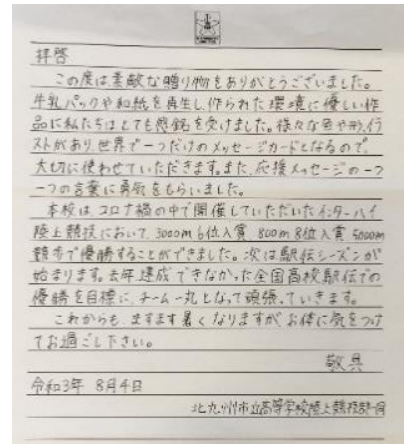 拝啓
この度は素敵な贈り物をありがとうございました。
牛乳パックや和紙を再生し、作られた環境に優しい作
品に私たちはとても感銘を受けました。様々な色や形、イラ
ストがあり、世界で一つだけのメッセージカードとなるので、
大切に使わせていただきます。また、応援メッセージの一つ
一つの言葉に勇気をもらいました。
本校は、コロナ禍の中で開催していただいたインターハイ
陸上競技において、3000m 6位入賞 800m 8位入賞 5000m
競歩で優勝することができました。次は駅伝シーズンが
始まります。去年達成できなかった全国高校駅伝での
優勝を目標に、チーム一丸となって頑張っていきます。
これからも、ますます暑くなりますが、お体に気をつけ
てお過ごし下さい。
敬具
令和3年 8月4日
北九州市立高等学校陸上競技部一同